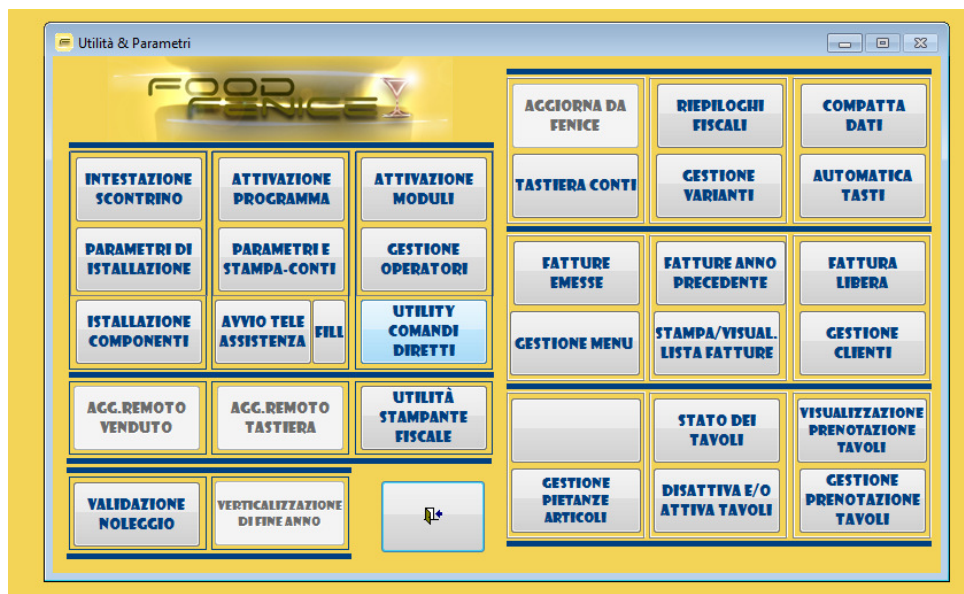 Utilità & Parametri
FOOD
FENICE
INTESTAZIONE
SCONTRINO
ATTIVAZIONE
PROGRAMMA
ATTIVAZIONE
MODULI
PARAMETRI DI
ISTALLAZIONE
PARAMETRI E
STAMPA-CONTI
GESTIONE
OPERATORI
ISTALLAZIONE
COMPONENTI
AVVIO TELE
ASSISTENZA
FILL
UTILITY
COMANDI
DIRETTI
AGG.REMOTO
VENDUTO
AGG.REMOTO
TASTIERA
UTILITÀ
STAMPANTE
FISCALE
VALIDAZIONE
NOLEGGIO
VERTICALIZZAZIONE
DI FINE ANNO
AGGIORNA DA
FENICE
RIEPILOGHI
FISCALI
COMPATTA
DATI
TASTIERA CONTI
GESTIONE
VARIANTI
AUTOMATICA
TASTI
FATTURE
EMESSE
FATTURE ANNO
PRECEDENTE
FATTURA
LIBERA
GESTIONE MENU
STAMPA/VISUAL.
LISTA FATTURE
GESTIONE
CLIENTI
STATO DEI
TAVOLI
VISUALIZZAZIONE
PRENOTAZIONE
TAVOLI
GESTIONE
PIETANZE
ARTICOLI
DISATTIVA E/O
ATTIVA TAVOLI
GESTIONE
PRENOTAZIONE
TAVOLI